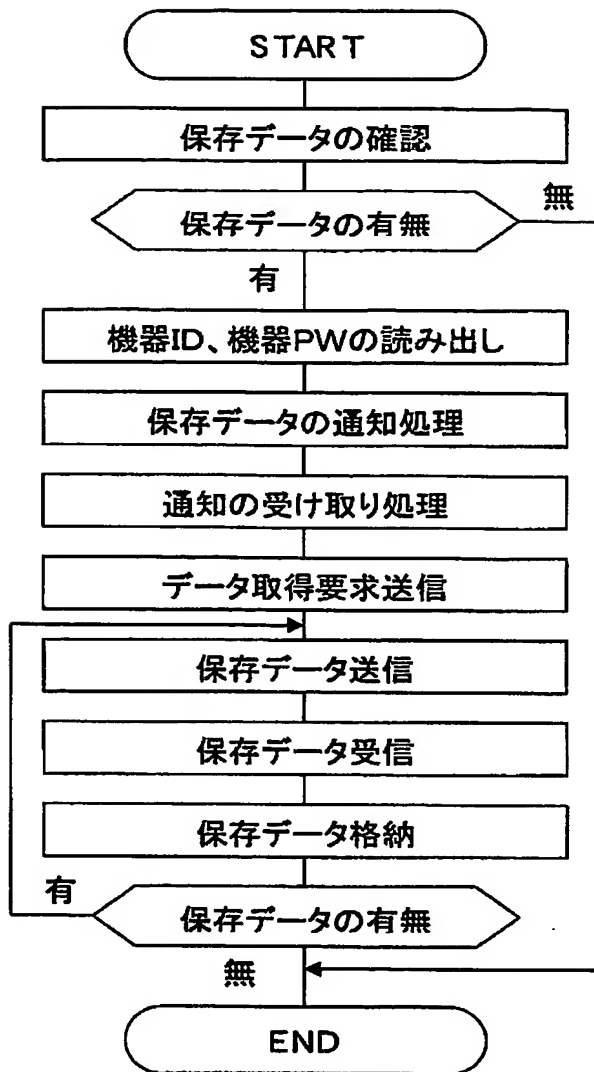 START
保存データの確認
保存データの有無
無
有
機器ID、機器PWの読み出し
保存データの通知処理
通知の受け取り処理
データ取得要求送信
保存データ送信
保存データ受信
保存データ格納
有
保存データの有無
無
END